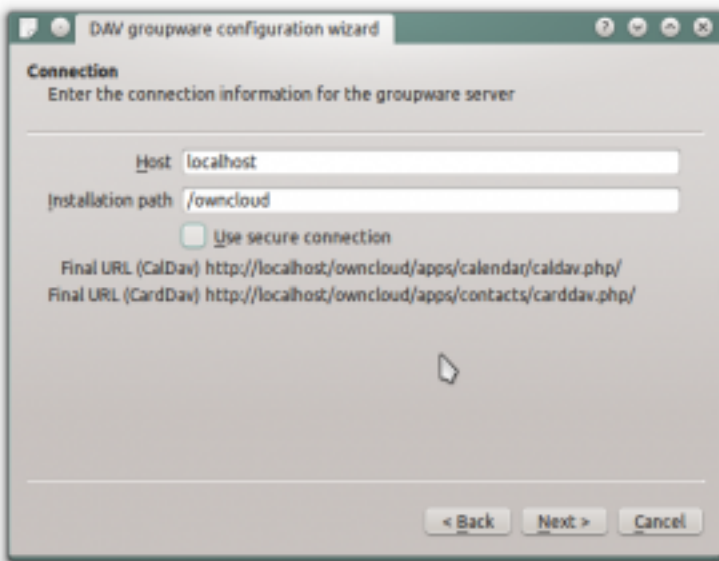 DAV groupware configuration wizard
Connection
Enter the connection information for the groupware server
Host localhost
Installation path /owncloud
Use secure connection
Final URL (CalDav) http://localhost/owncloud/apps/calendar/caldav.php/
Final URL (CardDav) http://localhost/owncloud/apps/contacts/carddav.php/
< Back Next > Cancel